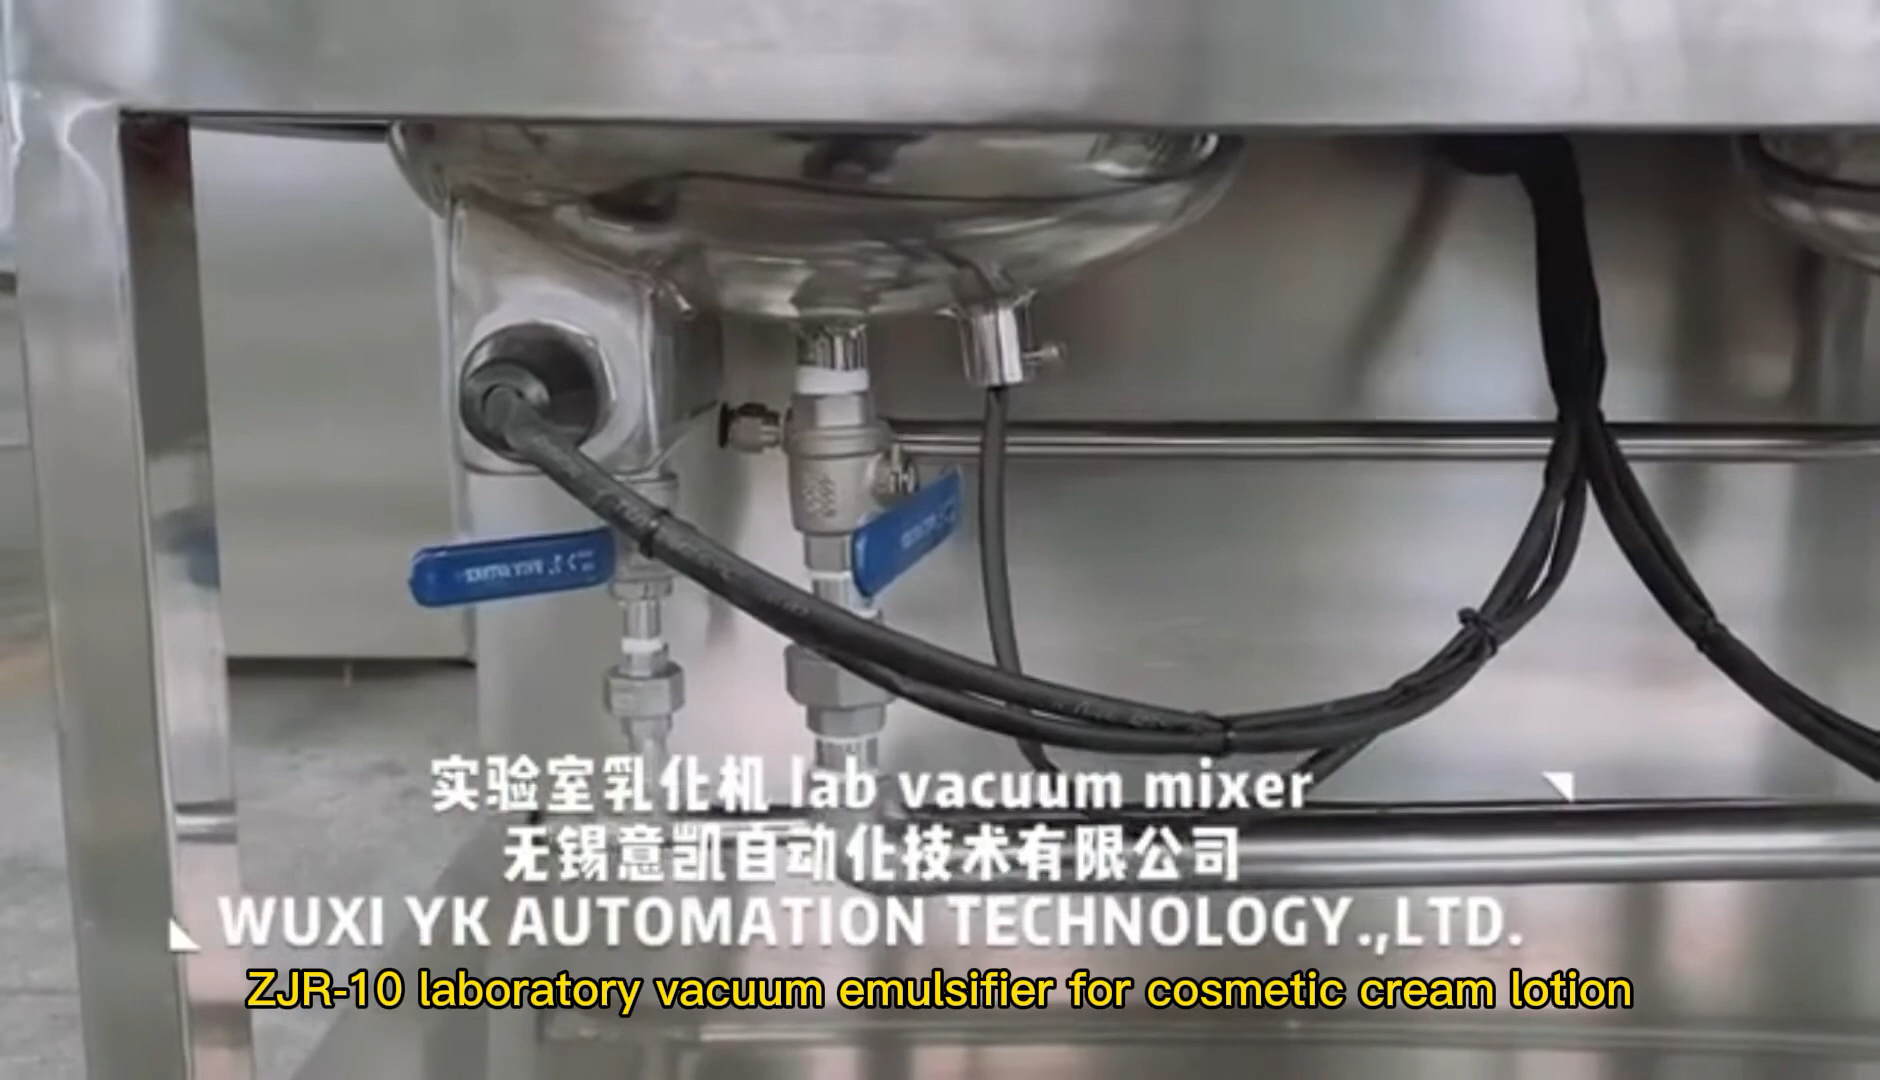 实验室乳化机 lab vacuum mixer
无锡意凯自动化技术有限公司
WUXI YK AUTOMATION TECHNOLOGY.,LTD.
ZJR-10 laboratory vacuum emulsifier for cosmetic cream lotion